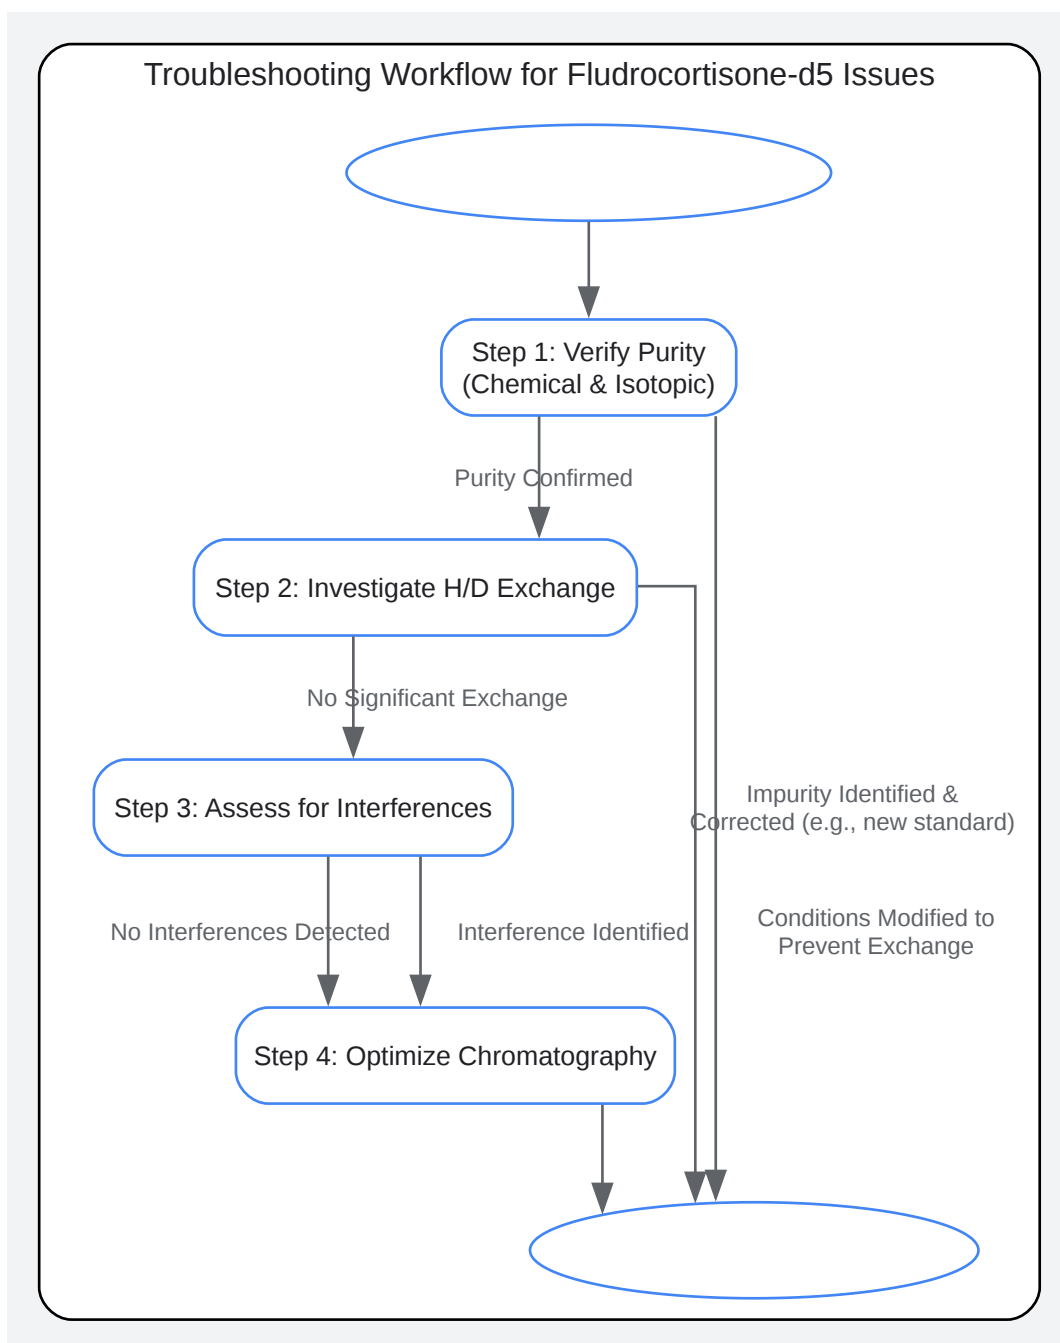 Troubleshooting Workflow for Fludrocortisone-d5 Issues
Step 1: Verify Purity
(Chemical & Isotopic)
Purity Confirmed
Step 2: Investigate H/D Exchange
No Significant Exchange
Step 3: Assess for Interferences
Impurity Identified &
Corrected (e.g., new standard)
No Interferences Detected
Interference Identified
Conditions Modified to
Prevent Exchange
Step 4: Optimize Chromatography